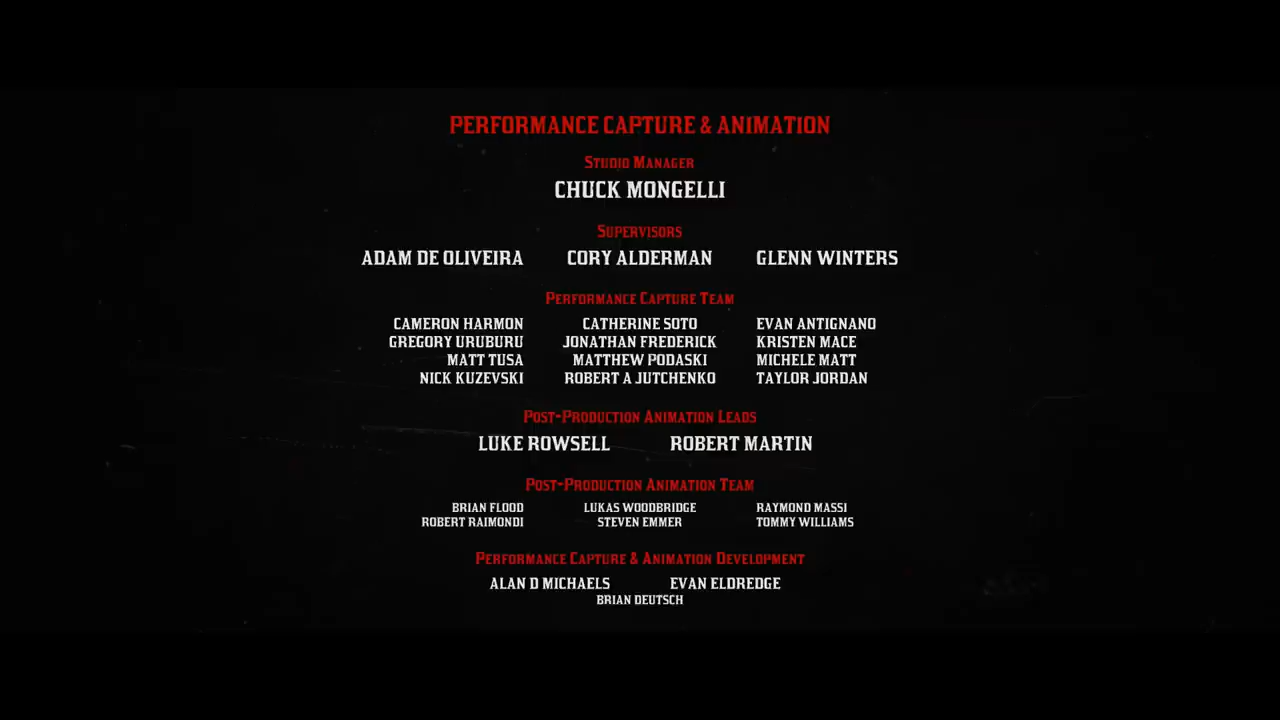 PERFORMANCE CAPTURE & ANIMATION
STUDIO MANAGER
CHUCK MONGELLI
SUPERVISORS
ADAM DE OLIVEIRA CORY ALDERMAN GLENN WINTERS
PERFORMANCE CAPTURE TEAM
CAMERON HARMON CATHERINE SOTO EVAN ANTIGNANO
GREGORY URUBURU JONATHAN FREDERICK KRISTEN MACE
MATT TUSA MATTHEW PODASKI MICHELE MATT
NICK KUZEVSKI ROBERT A JUTCHENKO TAYLOR JORDAN
POST-PRODUCTION ANIMATION LEADS
LUKE ROWSELL ROBERT MARTIN
POST-PRODUCTION ANIMATION TEAM
BRIAN FLOOD LUKAS WOODBRIDGE RAYMOND MASSI
ROBERT RAIMONDI STEVEN EMMER TOMMY WILLIAMS
PERFORMANCE CAPTURE & ANIMATION DEVELOPMENT
ALAN D MICHAELS EVAN ELDREDGE
BRIAN DEUTSCH